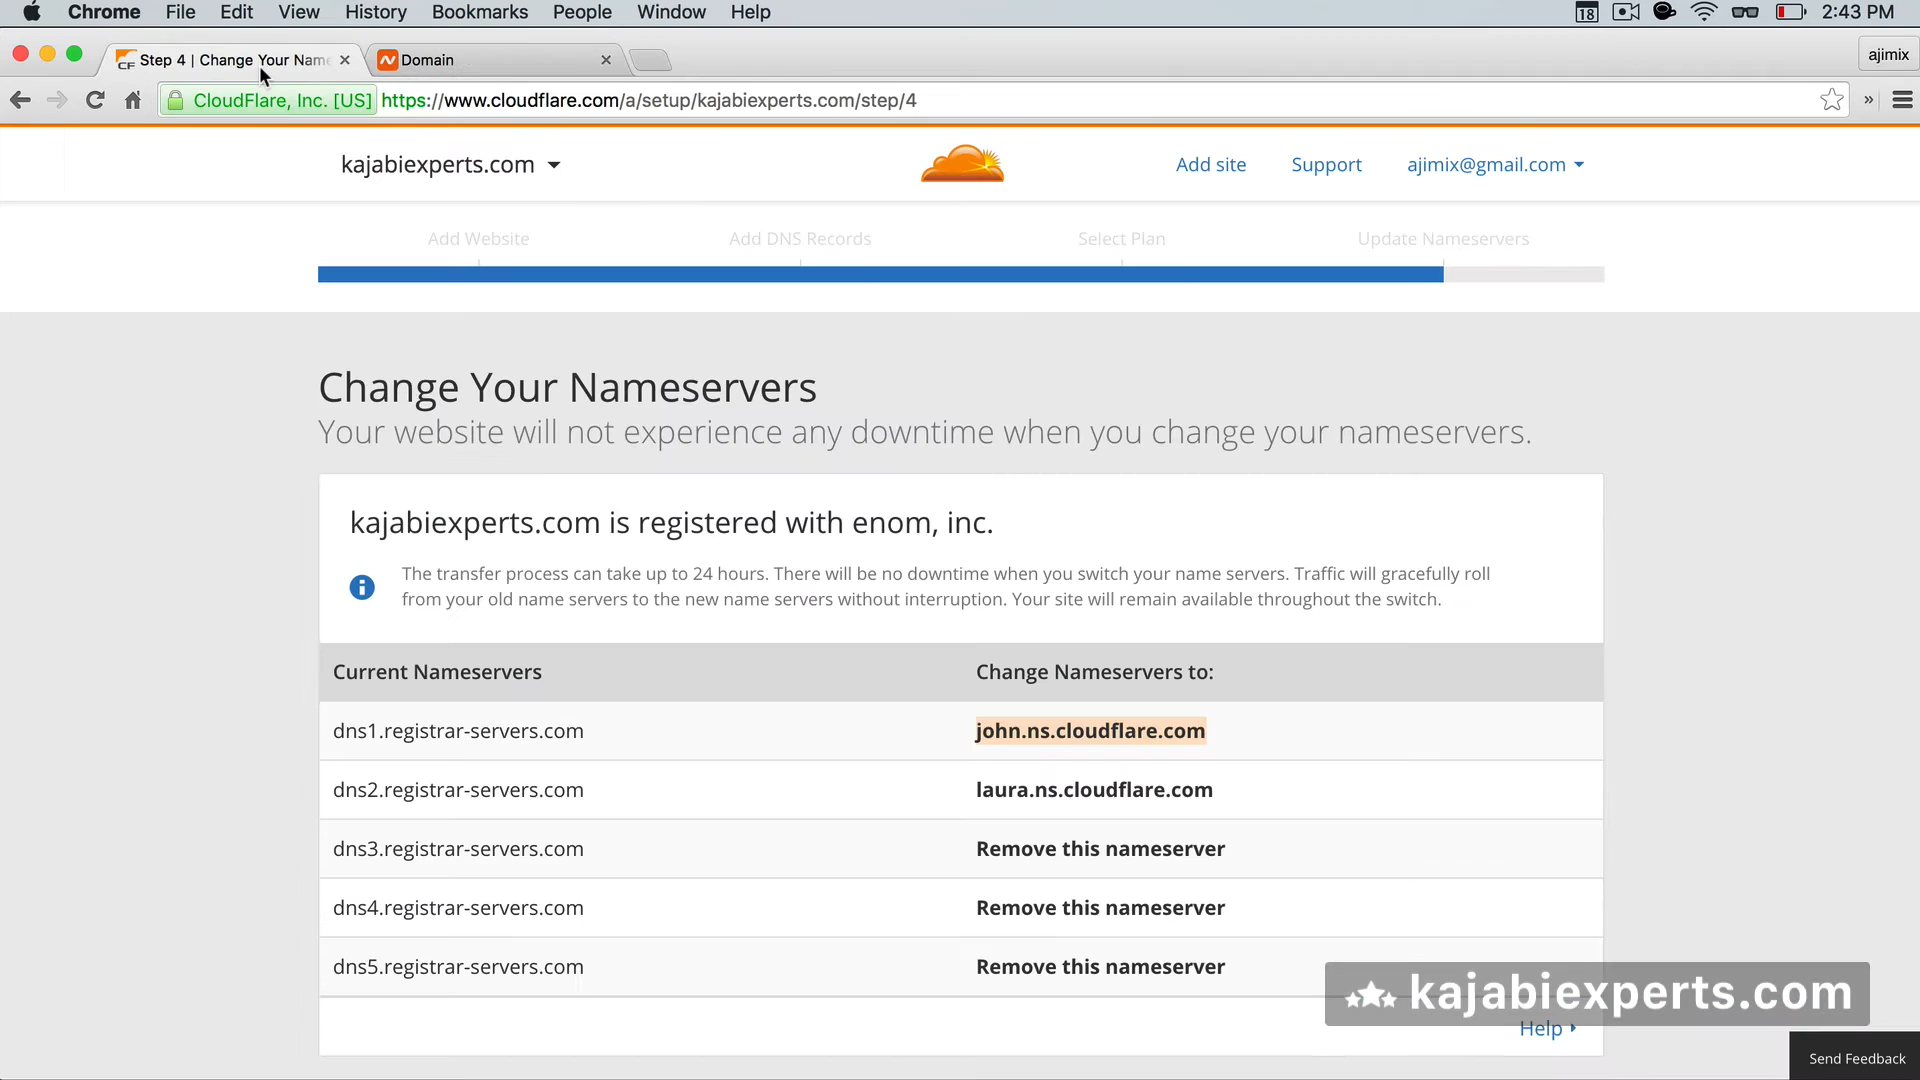 Chrome File Edit View History Bookmarks People Window Help 18 2:43 PM
CF Step 4 | Change Your Name Domain ajimix
CloudFlare, Inc. [US] https://www.cloudflare.com/a/setup/kajabiexperts.com/step/4 »
kajabiexperts.com Add site Support ajimix@gmail.com
Add Website Add DNS Records Select Plan Update Nameservers
Change Your Nameservers
Your website will not experience any downtime when you change your nameservers.
kajabiexperts.com is registered with enom, inc.
The transfer process can take up to 24 hours. There will be no downtime when you switch your name servers. Traffic will gracefully roll
from your old name servers to the new name servers without interruption. Your site will remain available throughout the switch.
Current Nameservers Change Nameservers to:
dns1.registrar-servers.com john.ns.cloudflare.com
dns2.registrar-servers.com laura.ns.cloudflare.com
dns3.registrar-servers.com Remove this nameserver
dns4.registrar-servers.com Remove this nameserver
dns5.registrar-servers.com Remove this nameserver
kajabiexperts.com
Help
Send Feedback